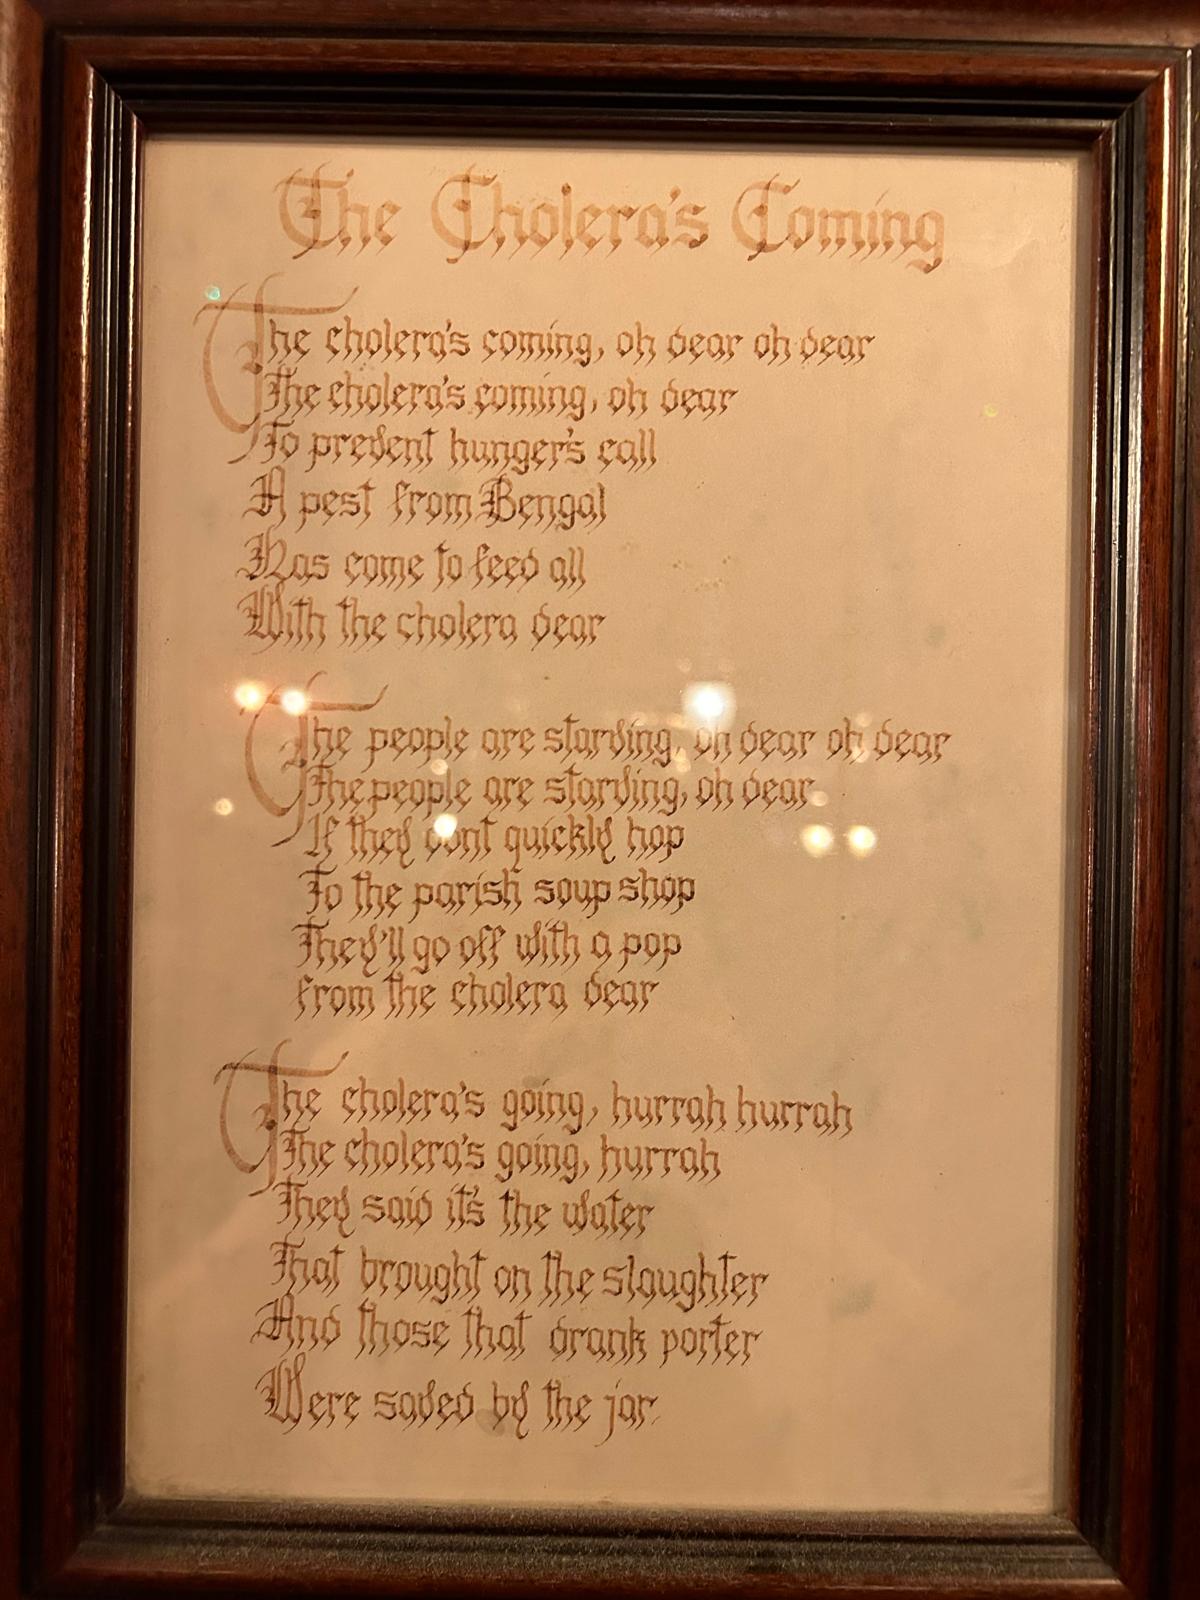 The Cholera's Coming
The cholera's coming, oh dear oh dear
The cholera's coming, oh dear
To prevent hunger's call
A pest from Bengal
Has come to feed all
With the cholera dear
The people are starving, oh dear oh dear
The people are starving, oh dear
If they dont quickly hop
To the parish soup shop
They'll go off with a pop
from the cholera dear
The cholera's going, hurrah hurrah
The cholera's going, hurrah
They said it's the water
That brought on the slaughter
And those that drank porter
Were saved by the jar.